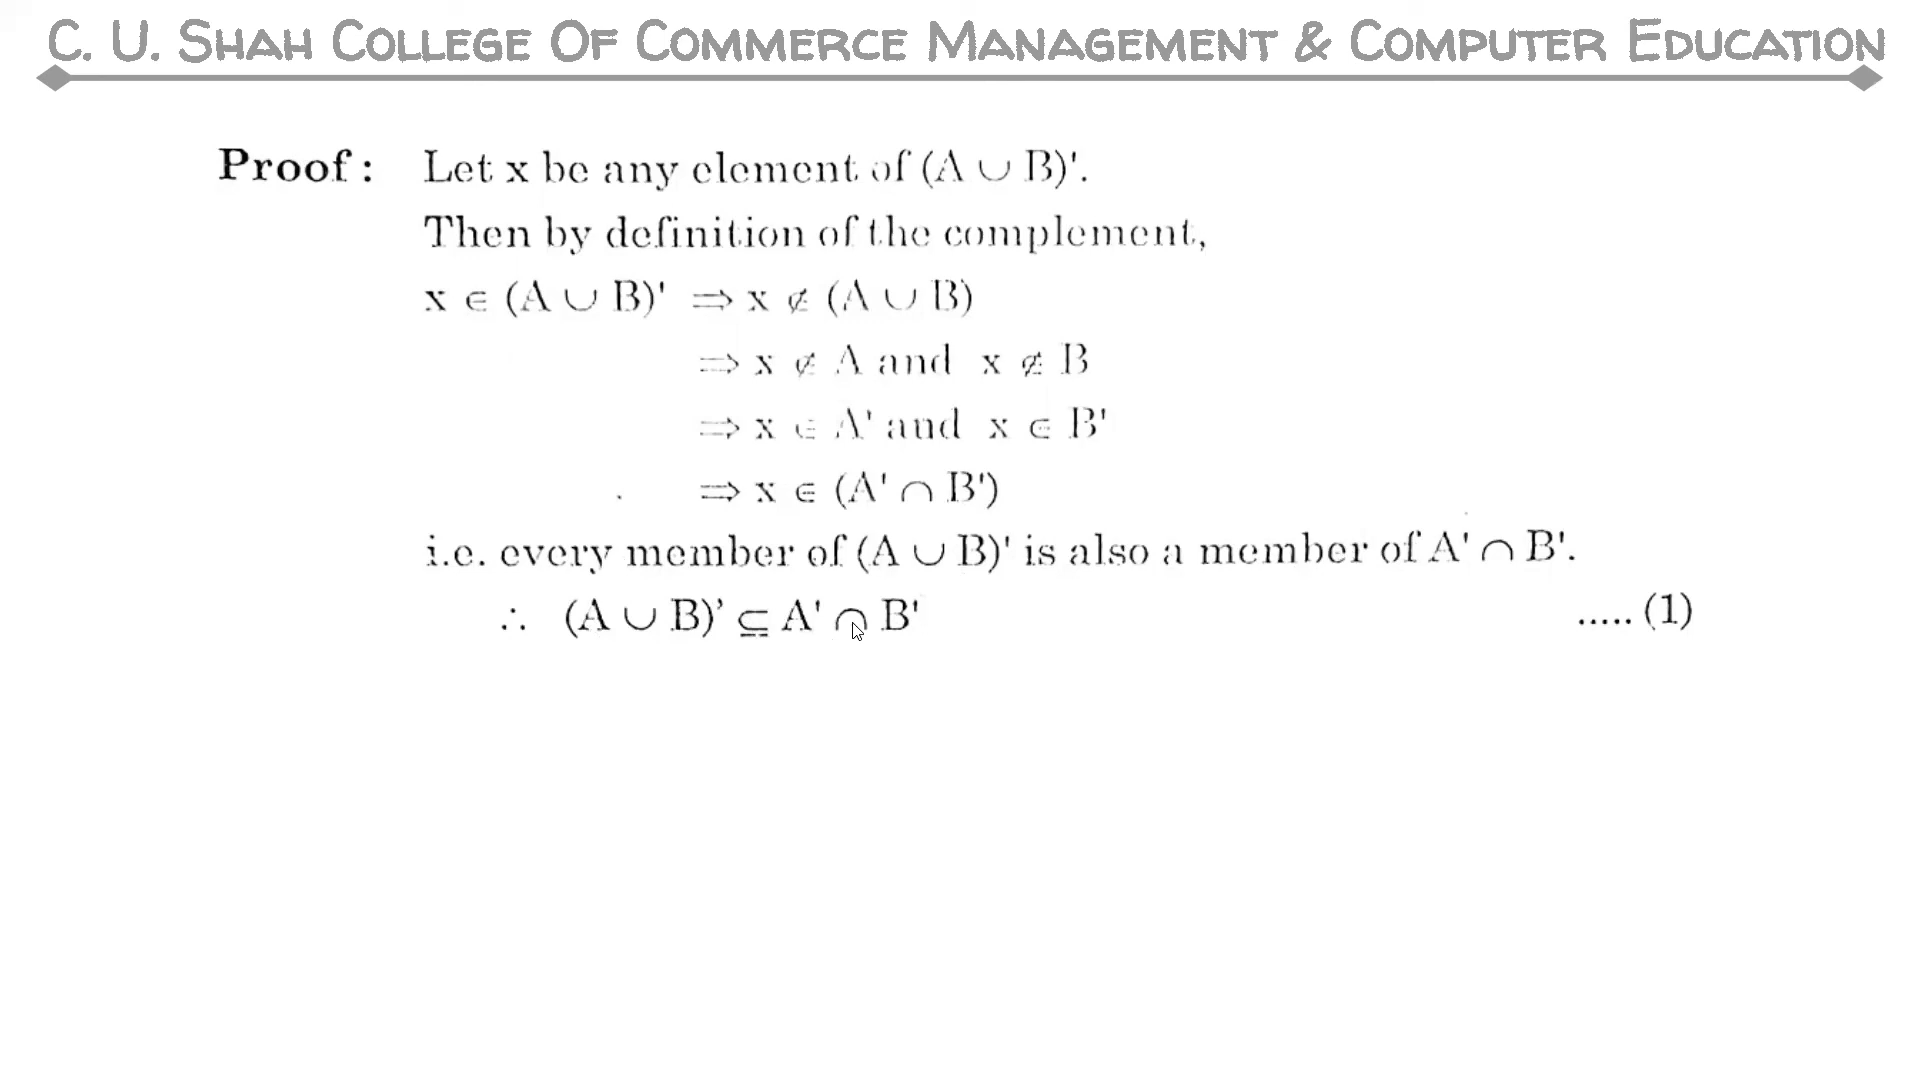 C. U. Shah College Of Commerce Management & Computer Education
Proof : Let x be any element of (A ∪ B)'.
Then by definition of the complement,
x ∈ (A ∪ B)' ⇒ x ∉ (A ∪ B)
⇒ x ∉ A and x ∉ B
⇒ x ∈ A' and x ∈ B'
⇒ x ∈ (A' ∩ B')
i.e. every member of (A ∪ B)' is also a member of A' ∩ B'.
∴ (A ∪ B)’ ⊆ A' ∩ B' ..... (1)